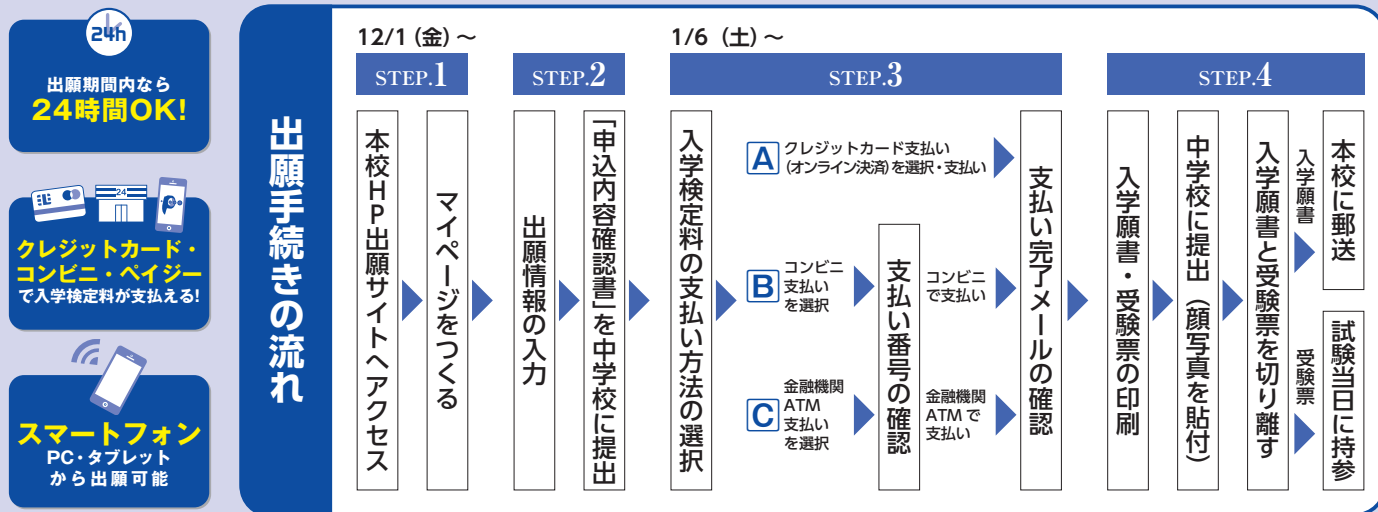 24h
出願期間内なら
24時間OK!
24
クレジットカード・
コンビニ・ペイジー
で入学検定料が支払える!
スマートフォン
PC・タブレット
から出願可能
出願手続きの流れ
12/1(金)～
STEP.1
本校HP出願サイトへアクセス
マイページをつくる
STEP.2
出願情報の入力
「申込内容確認書」を中学校に提出
1/6(土)～
STEP.3
入学検定料の支払い方法の選択
A
クレジットカード支払い
(オンライン決済)を選択・支払い
B
コンビニ
支払い
を選択
C
金融機関
ATM
支払い
を選択
支払い番号の確認
コンビニ
で支払い
金融機関
ATMで
支払い
支払い完了メールの確認
STEP.4
入学願書・受験票の印刷
中学校に提出(顔写真を貼付)
入学願書と受験票を切り離す
入学願書
本校に郵送
受験票
試験当日に持参